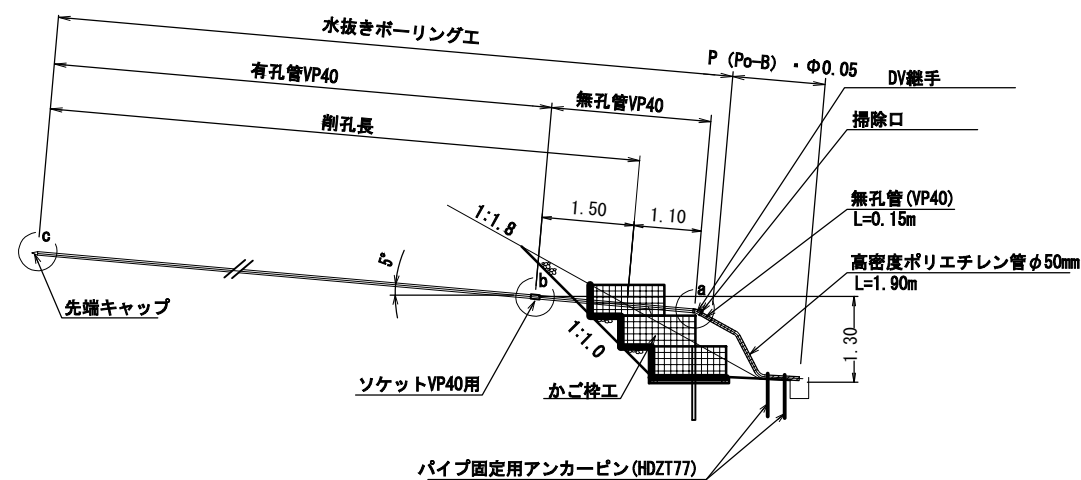 水抜きボーリング工
P (Po-B) ・Φ0.05
有孔管VP40
無孔管VP40
DV継手
削孔長
掃除口
1.50
1.10
無孔管(VP40)
L=0.15m
1:1.8
c
5°
b
a
高密度ポリエチレン管φ50mm
L=1.90m
先端キャップ
1:1.0
1.30
ソケットVP40用
かご枠工
パイプ固定用アンカーピン(HDZT77)